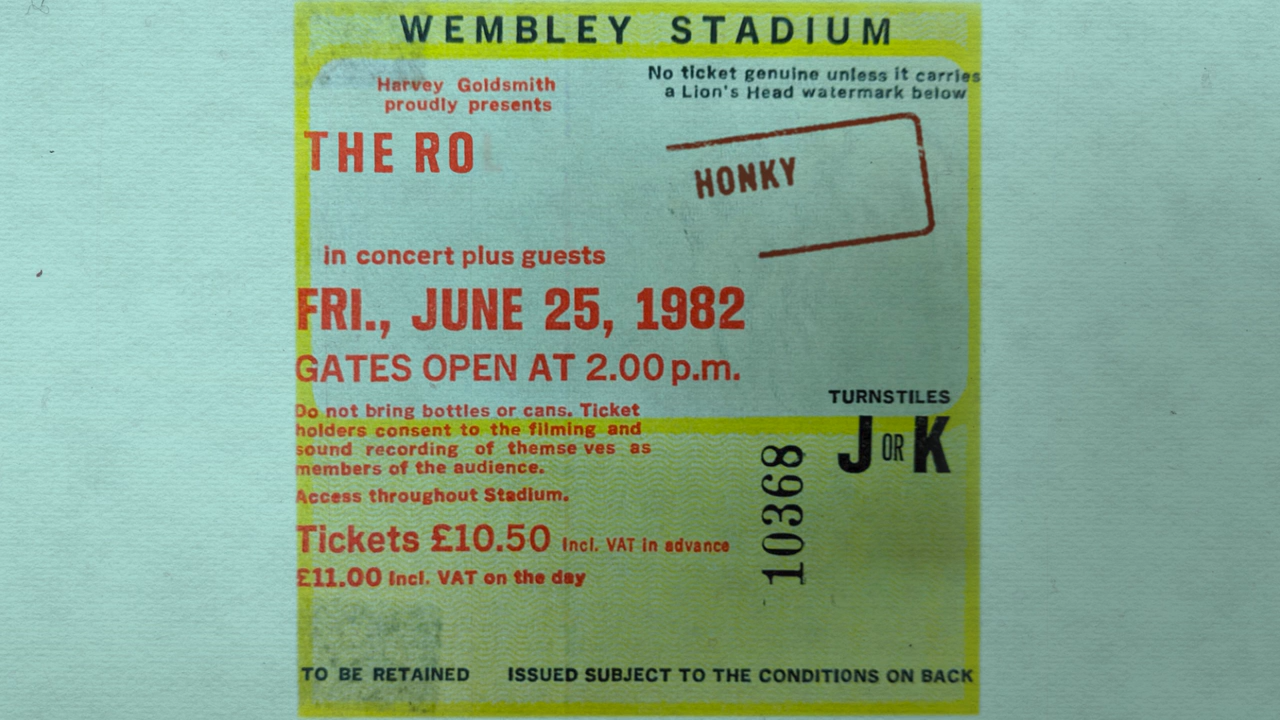 WEMBLEY STADIUM
Harvey Goldsmith
proudly presents
No ticket genuine unless it carries
a Lion's Head watermark below
THE RO
HONKY
in concert plus guests
FRI., JUNE 25, 1982
GATES OPEN AT 2.00 p.m.
Do not bring bottles or cans. Ticket
holders consent to the filming and
sound recording of themse ves as
members of the audience.
Access throughout Stadium.
TURNSTILES
J OR K
10368
Tickets £10.50 Incl. VAT in advance
£11.00 Incl. VAT on the day
TO BE RETAINED ISSUED SUBJECT TO THE CONDITIONS ON BACK